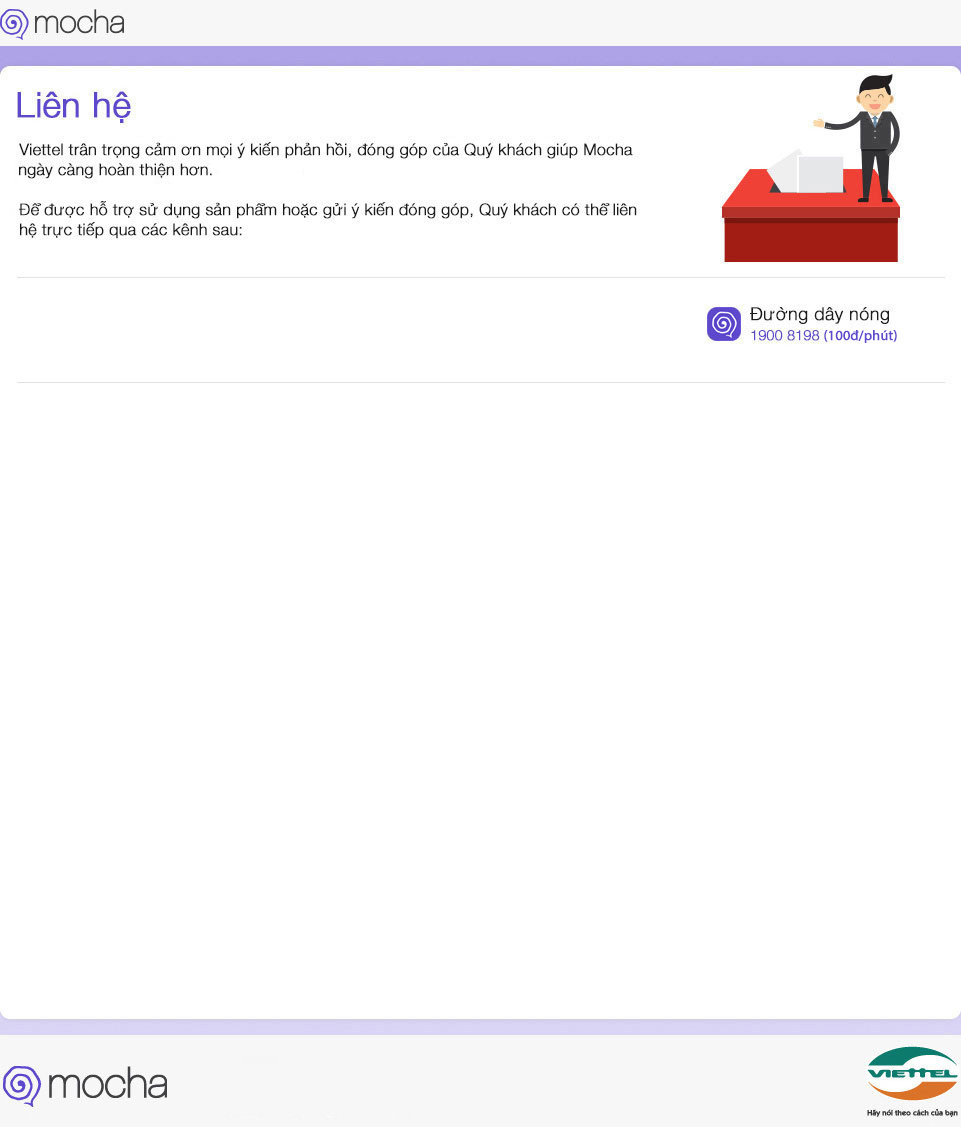 mocha
Liên hệ
Viettel trân trọng cảm ơn mọi ý kiến phản hồi, đóng góp của Quý khách giúp Mocha
ngày càng hoàn thiện hơn.
Để được hỗ trợ sử dụng sản phẩm hoặc gửi ý kiến đóng góp, Quý khách có thể liên
hệ trực tiếp qua các kênh sau:
Đường dây nóng
1900 8198 (100đ/phút)
mocha
VIETTEL
Hãy nói theo cách của bạn